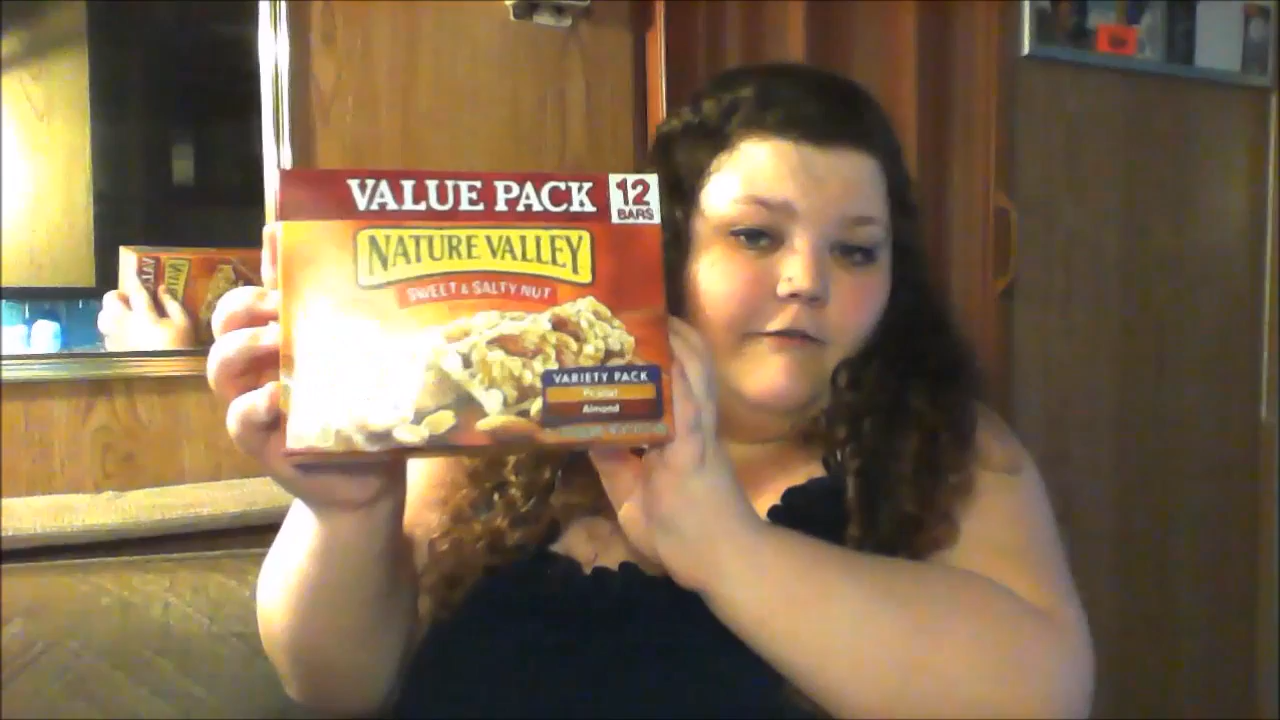 VALUE PACK
12
BARS
NATURE VALLEY
SWEET & SALTY NUT
VARIETY PACK
Peanut
Almond